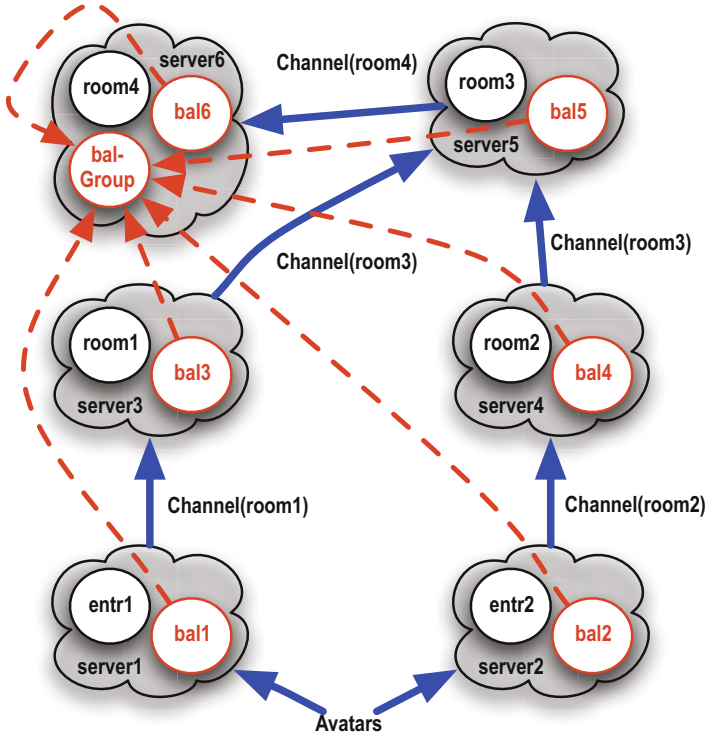 server6
room4
bal6
bal-
Group
Channel(room4)
room3
bal5
server5
Channel(room3)
Channel(room3)
room1
bal3
server3
room2
bal4
server4
Channel(room1)
Channel(room2)
entr1
bal1
server1
entr2
bal2
server2
Avatars